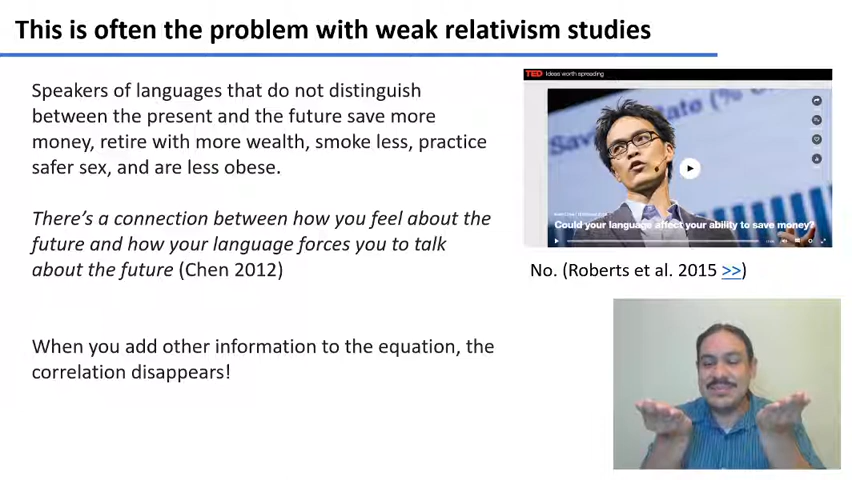 This is often the problem with weak relativism studies
Speakers of languages that do not distinguish
between the present and the future save more
money, retire with more wealth, smoke less, practice
safer sex, and are less obese.
There's a connection between how you feel about the
future and how your language forces you to talk
about the future (Chen 2012)
When you add other information to the equation, the
correlation disappears!
TED Ideas worth spreading
Could your language affect your ability to save money?
No. (Roberts et al. 2015 >>)